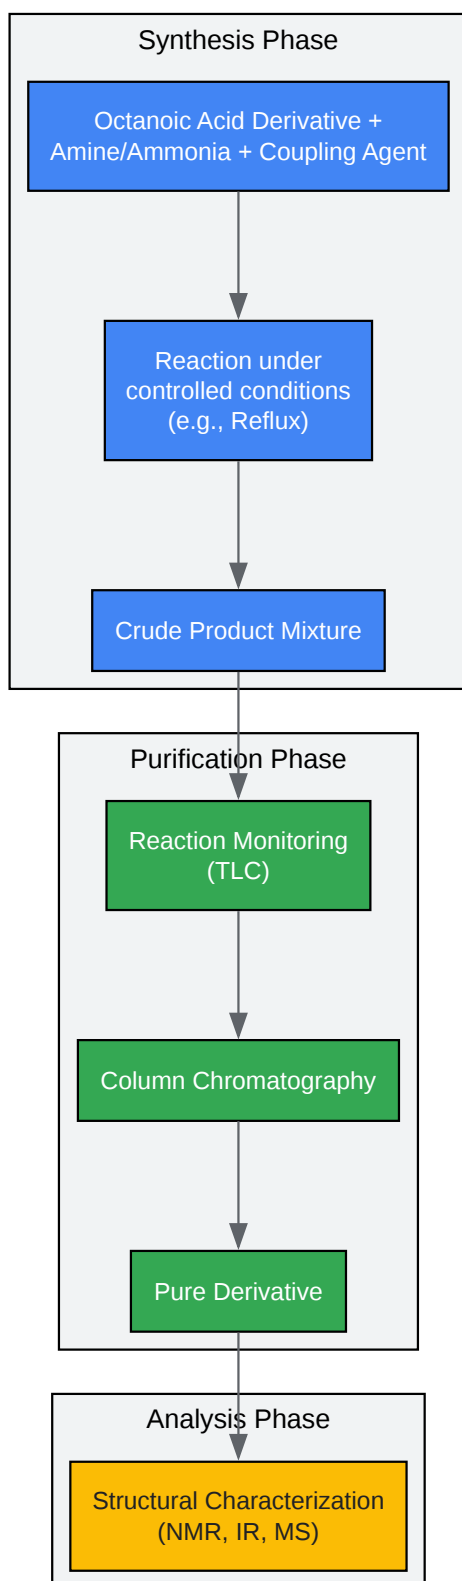 Synthesis Phase
Octanoic Acid Derivative +
Amine/Ammonia + Coupling Agent
Reaction under
controlled conditions
(e.g., Reflux)
Crude Product Mixture
Purification Phase
Reaction Monitoring
(TLC)
Column Chromatography
Pure Derivative
Analysis Phase
Structural Characterization
(NMR, IR, MS)